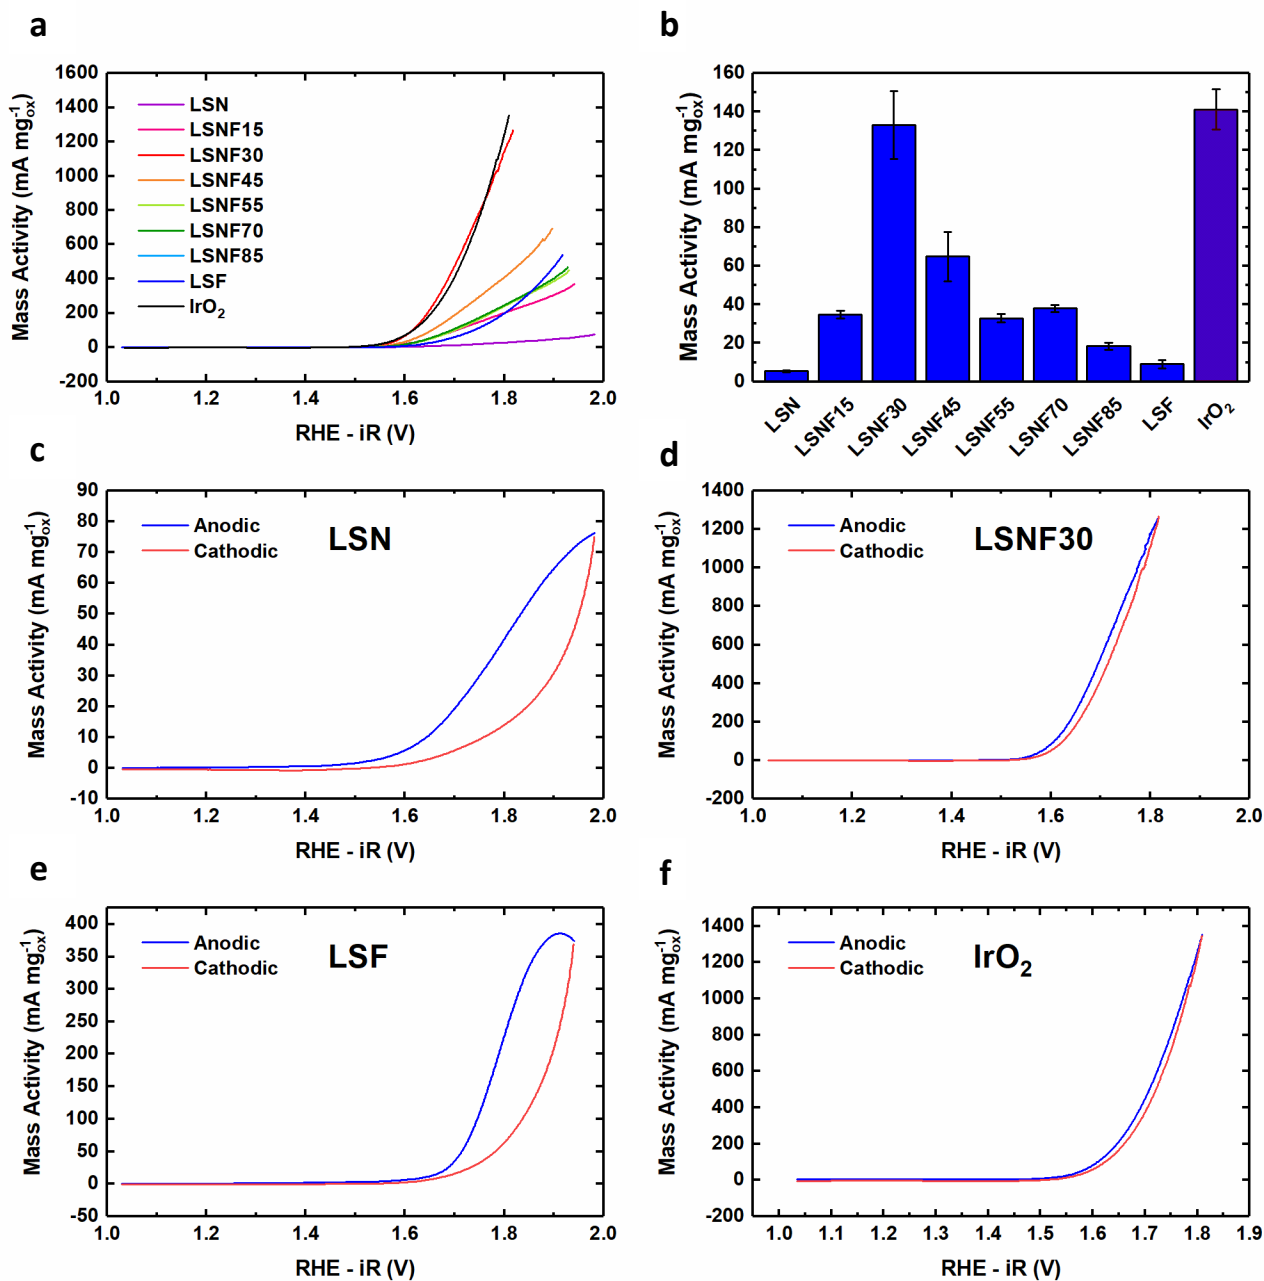 a
1600
1400
1200
1000
800
600
400
200
0
-200
1.0
1.2
1.4
1.6
1.8
2.0
Mass Activity (mA mg⁻¹ox)
RHE - iR (V)
LSN
LSNF15
LSNF30
LSNF45
LSNF55
LSNF70
LSNF85
LSF
IrO₂
b
160
140
120
100
80
60
40
20
0
Mass Activity (mA mg⁻¹ox)
LSN
LSNF15
LSNF30
LSNF45
LSNF55
LSNF70
LSNF85
LSF
IrO₂
c
90
80
70
60
50
40
30
20
10
0
-10
1.0
1.2
1.4
1.6
1.8
2.0
Mass Activity (mA mg⁻¹ox)
RHE - iR (V)
Anodic
Cathodic
LSN
d
1400
1200
1000
800
600
400
200
0
-200
1.0
1.2
1.4
1.6
1.8
2.0
Mass Activity (mA mg⁻¹ox)
RHE - iR (V)
Anodic
Cathodic
LSNF30
e
400
350
300
250
200
150
100
50
0
-50
1.0
1.2
1.4
1.6
1.8
2.0
Mass Activity (mA mg⁻¹ox)
RHE - iR (V)
Anodic
Cathodic
LSF
f
1400
1200
1000
800
600
400
200
0
-200
1.0
1.1
1.2
1.3
1.4
1.5
1.6
1.7
1.8
1.9
Mass Activity (mA mg⁻¹ox)
RHE - iR (V)
Anodic
Cathodic
IrO₂